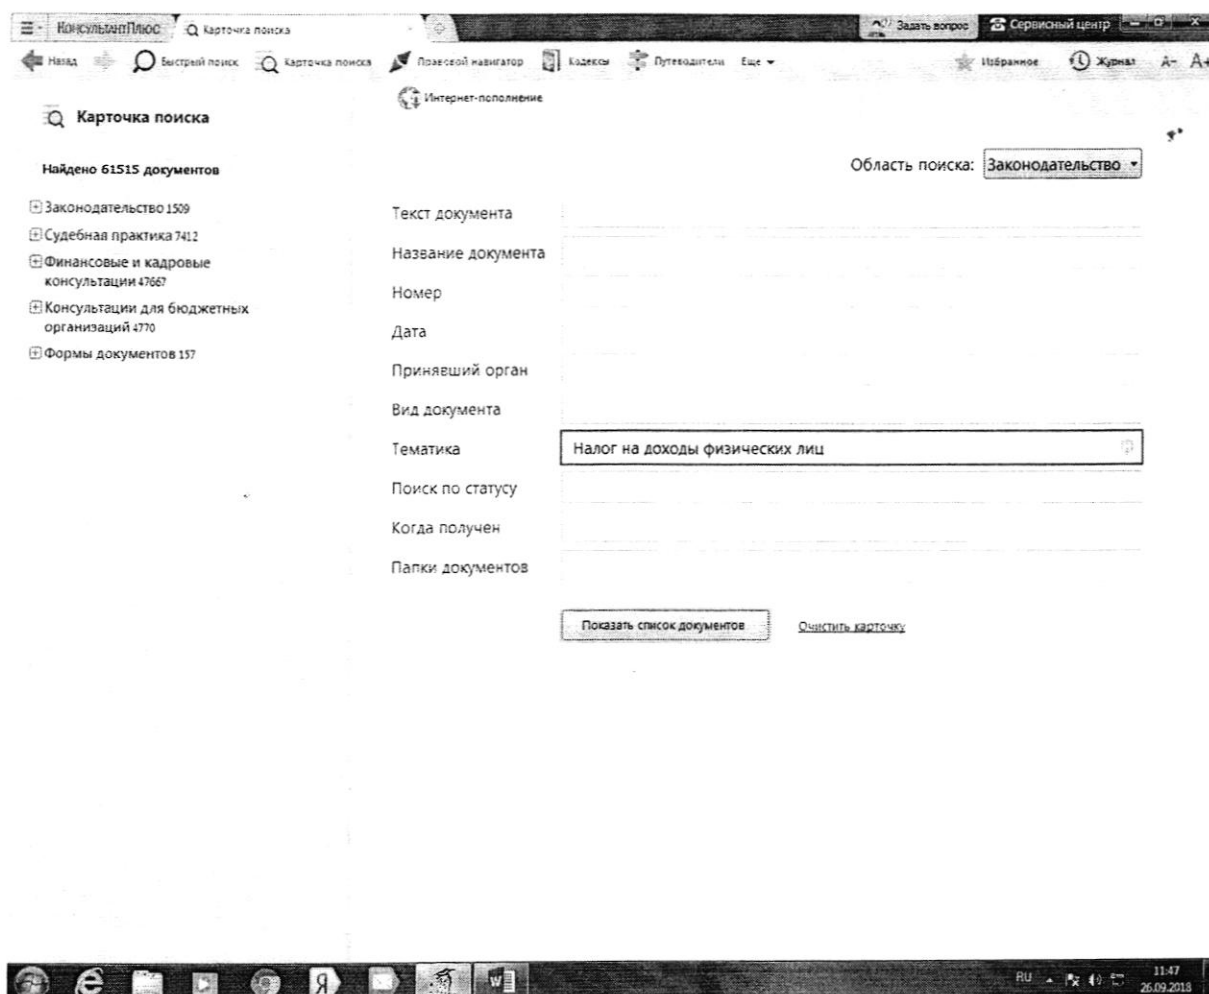 КонсультантПлюс Карточка поиска Задать вопрос Сервисный центр
Назад Быстрый поиск Карточка поиска Правовой навигатор Кодексы Путеводители Еще Избранное Журнал А- А+
Интернет-пополнение
Карточка поиска
Найдено 61515 документов
Область поиска: Законодательство
Законодательство 1509
Судебная практика 7412
Финансовые и кадровые
консультации 47667
Консультации для бюджетных
организаций 4770
Формы документов 157
Текст документа
Название документа
Номер
Дата
Принявший орган
Вид документа
Тематика Налог на доходы физических лиц
Поиск по статусу
Когда получен
Папки документов
Показать список документов Очистить карточку
RU 11:47
26.09.2018